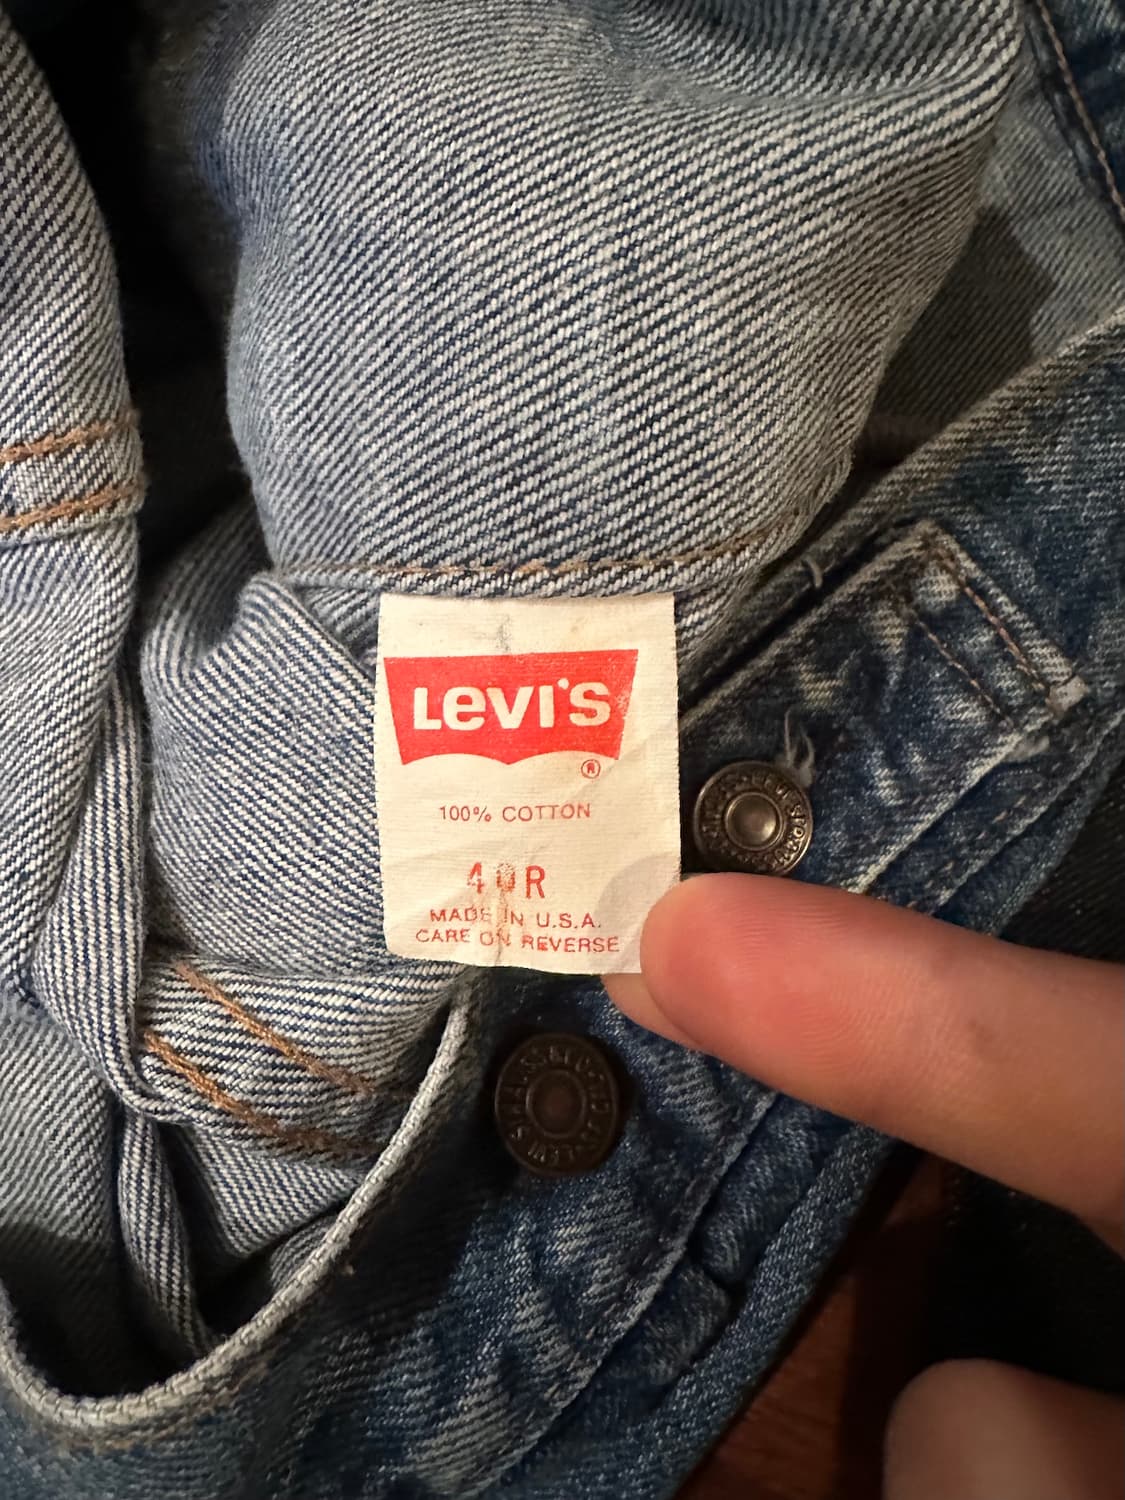 LEVI'S
®
100% COTTON
40R
MADE IN U.S.A.
CARE ON REVERSE